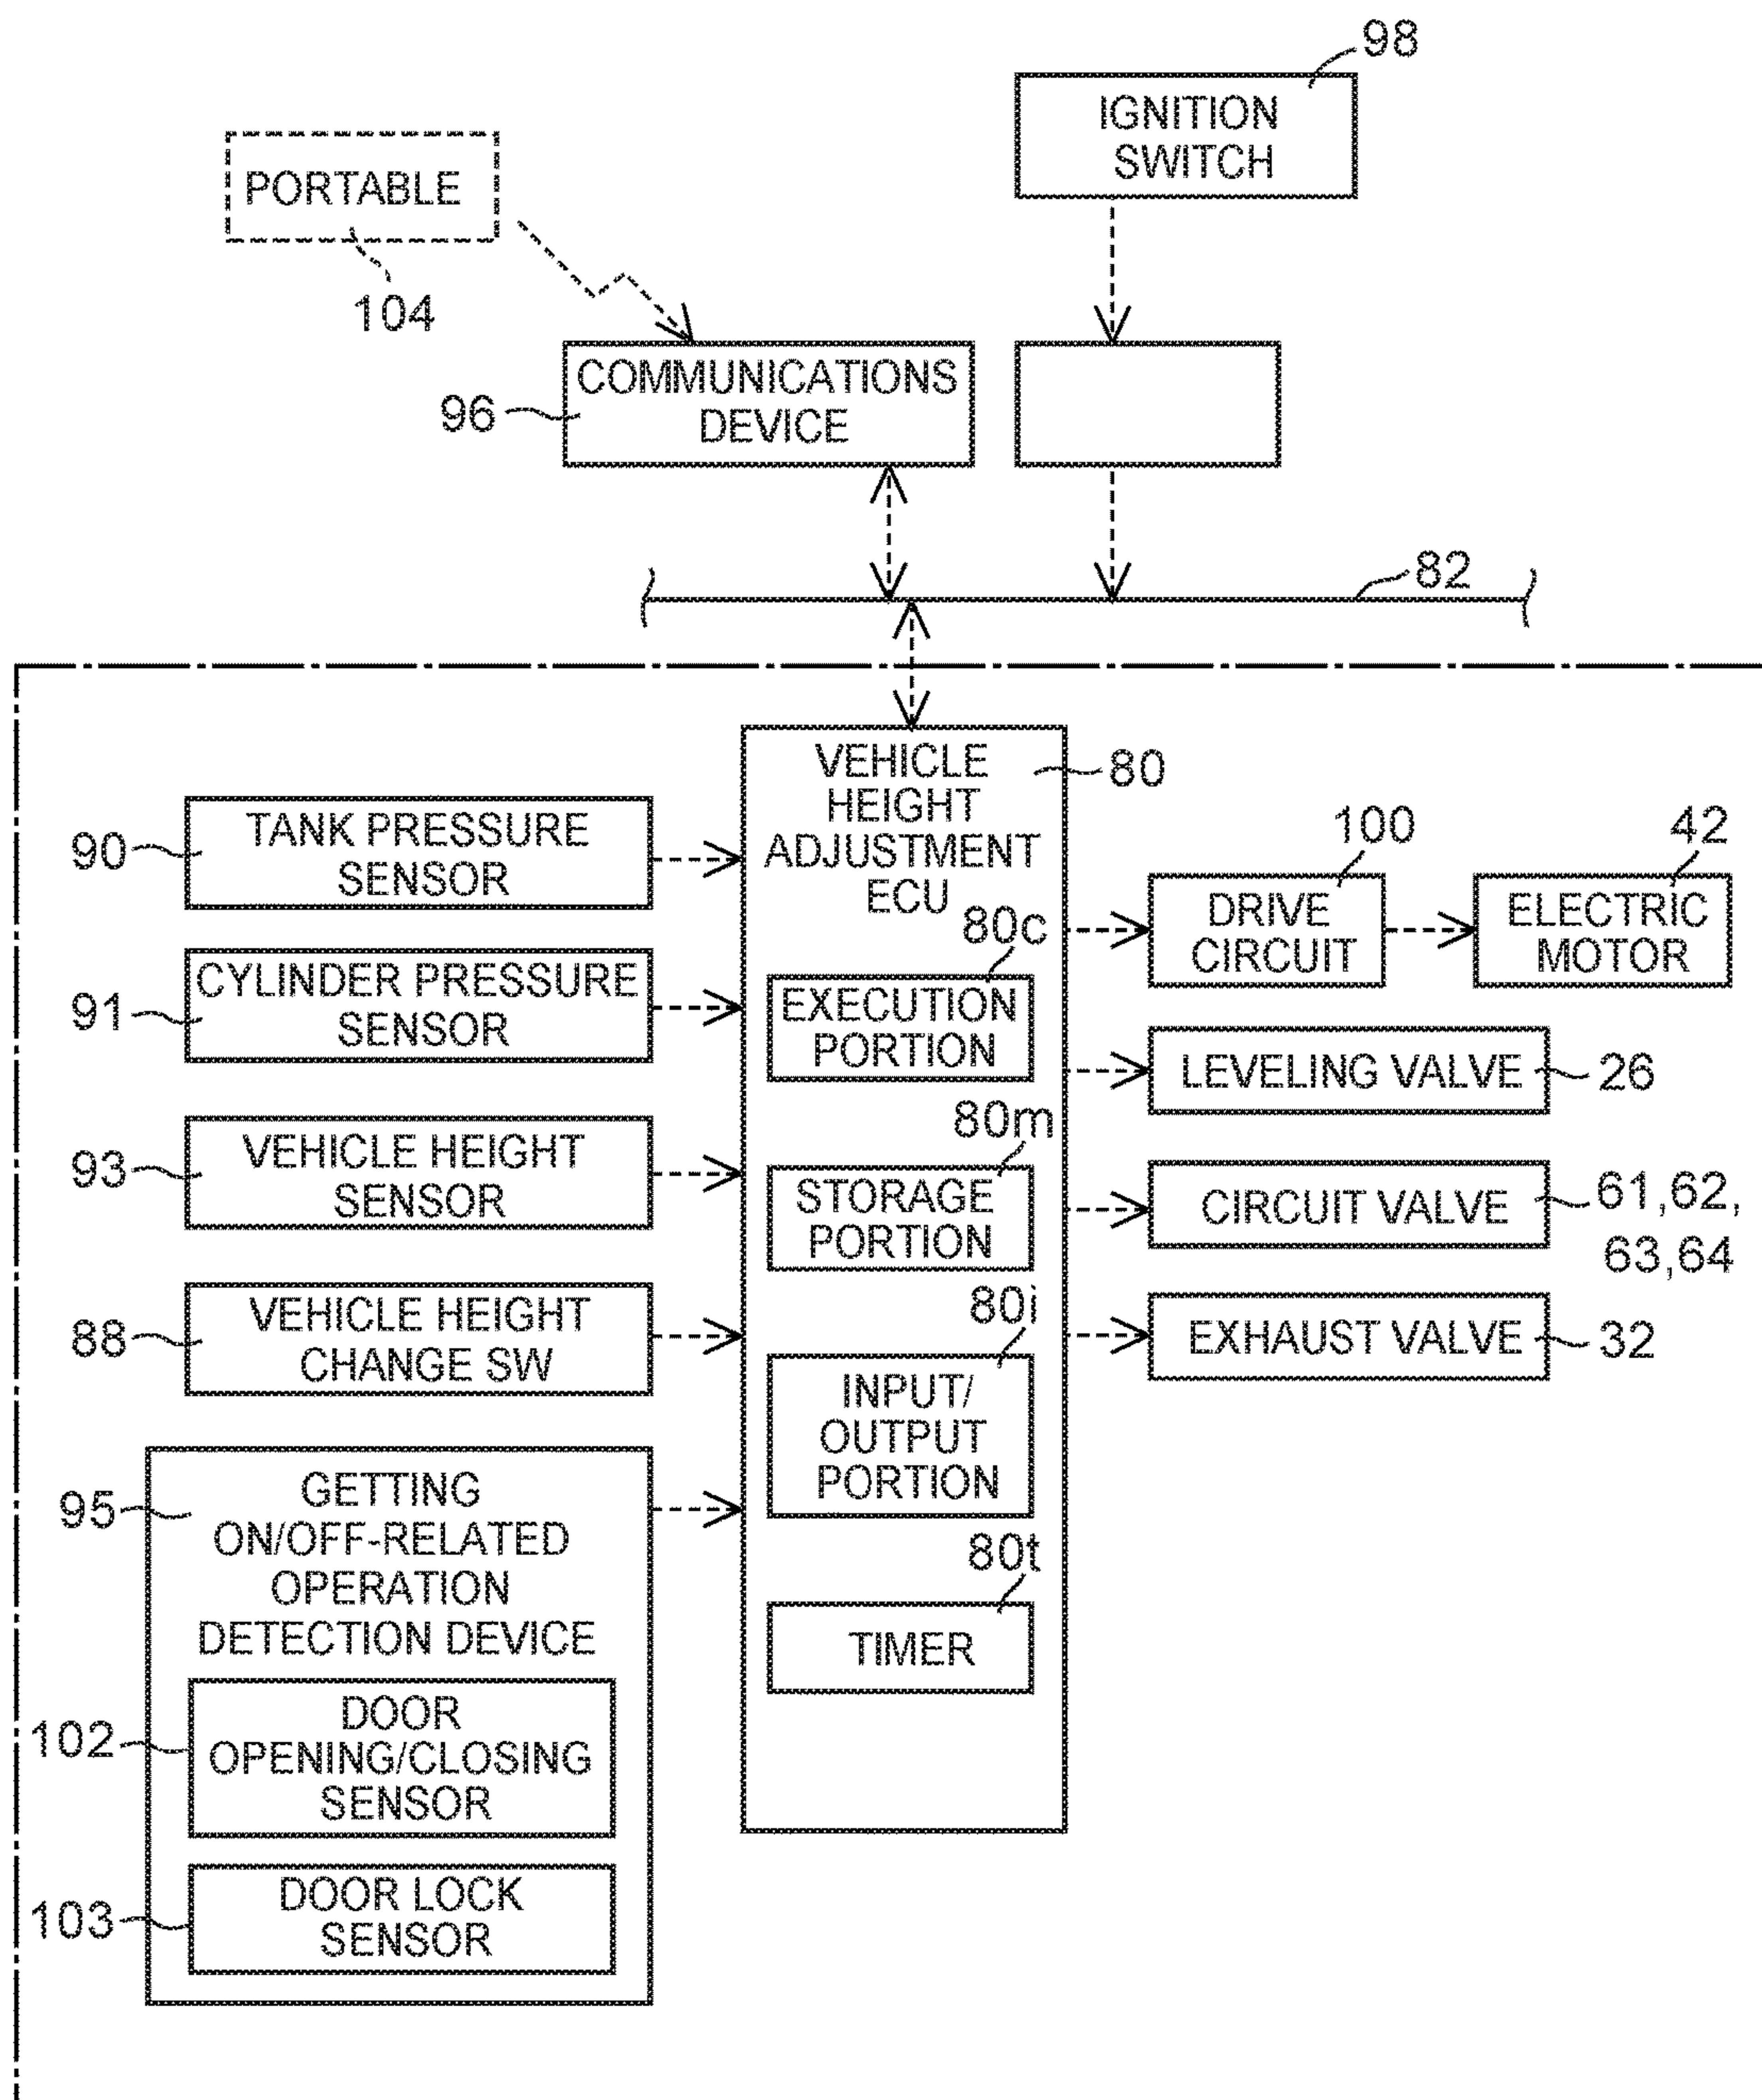 98
IGNITION
SWITCH
PORTABLE
104
COMMUNICATIONS
DEVICE
96
82
VEHICLE
HEIGHT
ADJUSTMENT
ECU
80
TANK PRESSURE
SENSOR
90
CYLINDER PRESSURE
SENSOR
91
VEHICLE HEIGHT
SENSOR
93
VEHICLE HEIGHT
CHANGE SW
88
GETTING
ON/OFF-RELATED
OPERATION
DETECTION DEVICE
95
DOOR
OPENING/CLOSING
SENSOR
102
DOOR LOCK
SENSOR
103
80c
EXECUTION
PORTION
80m
STORAGE
PORTION
80i
INPUT/
OUTPUT
PORTION
80t
TIMER
100
DRIVE
CIRCUIT
42
ELECTRIC
MOTOR
LEVELING VALVE
26
CIRCUIT VALVE
61,62,
63,64
EXHAUST VALVE
32